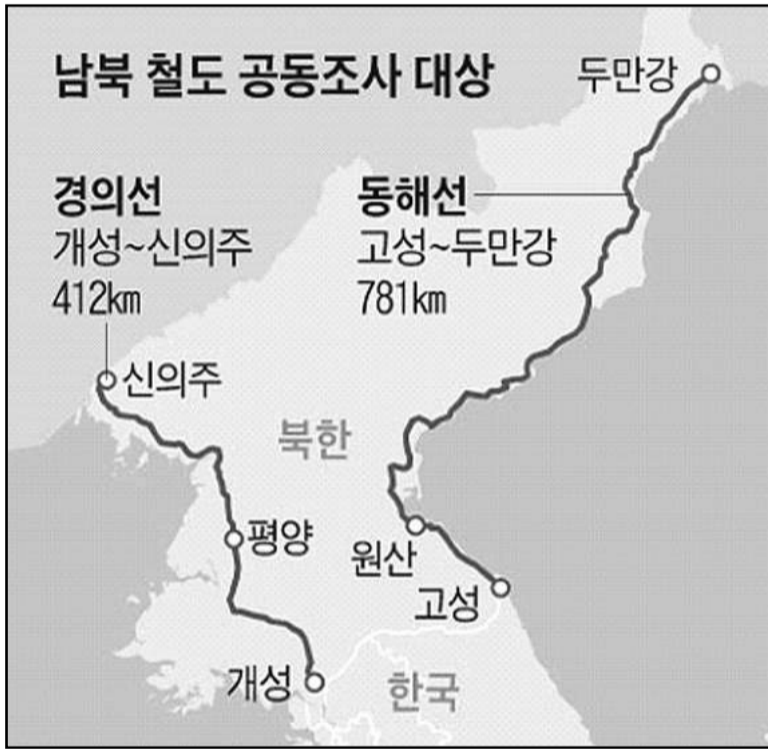 남북 철도 공동조사 대상
두만강
경의선
개성~신의주
412km
동해선
고성~두만강
781km
신의주
북한
평양
원산
고성
개성
한국